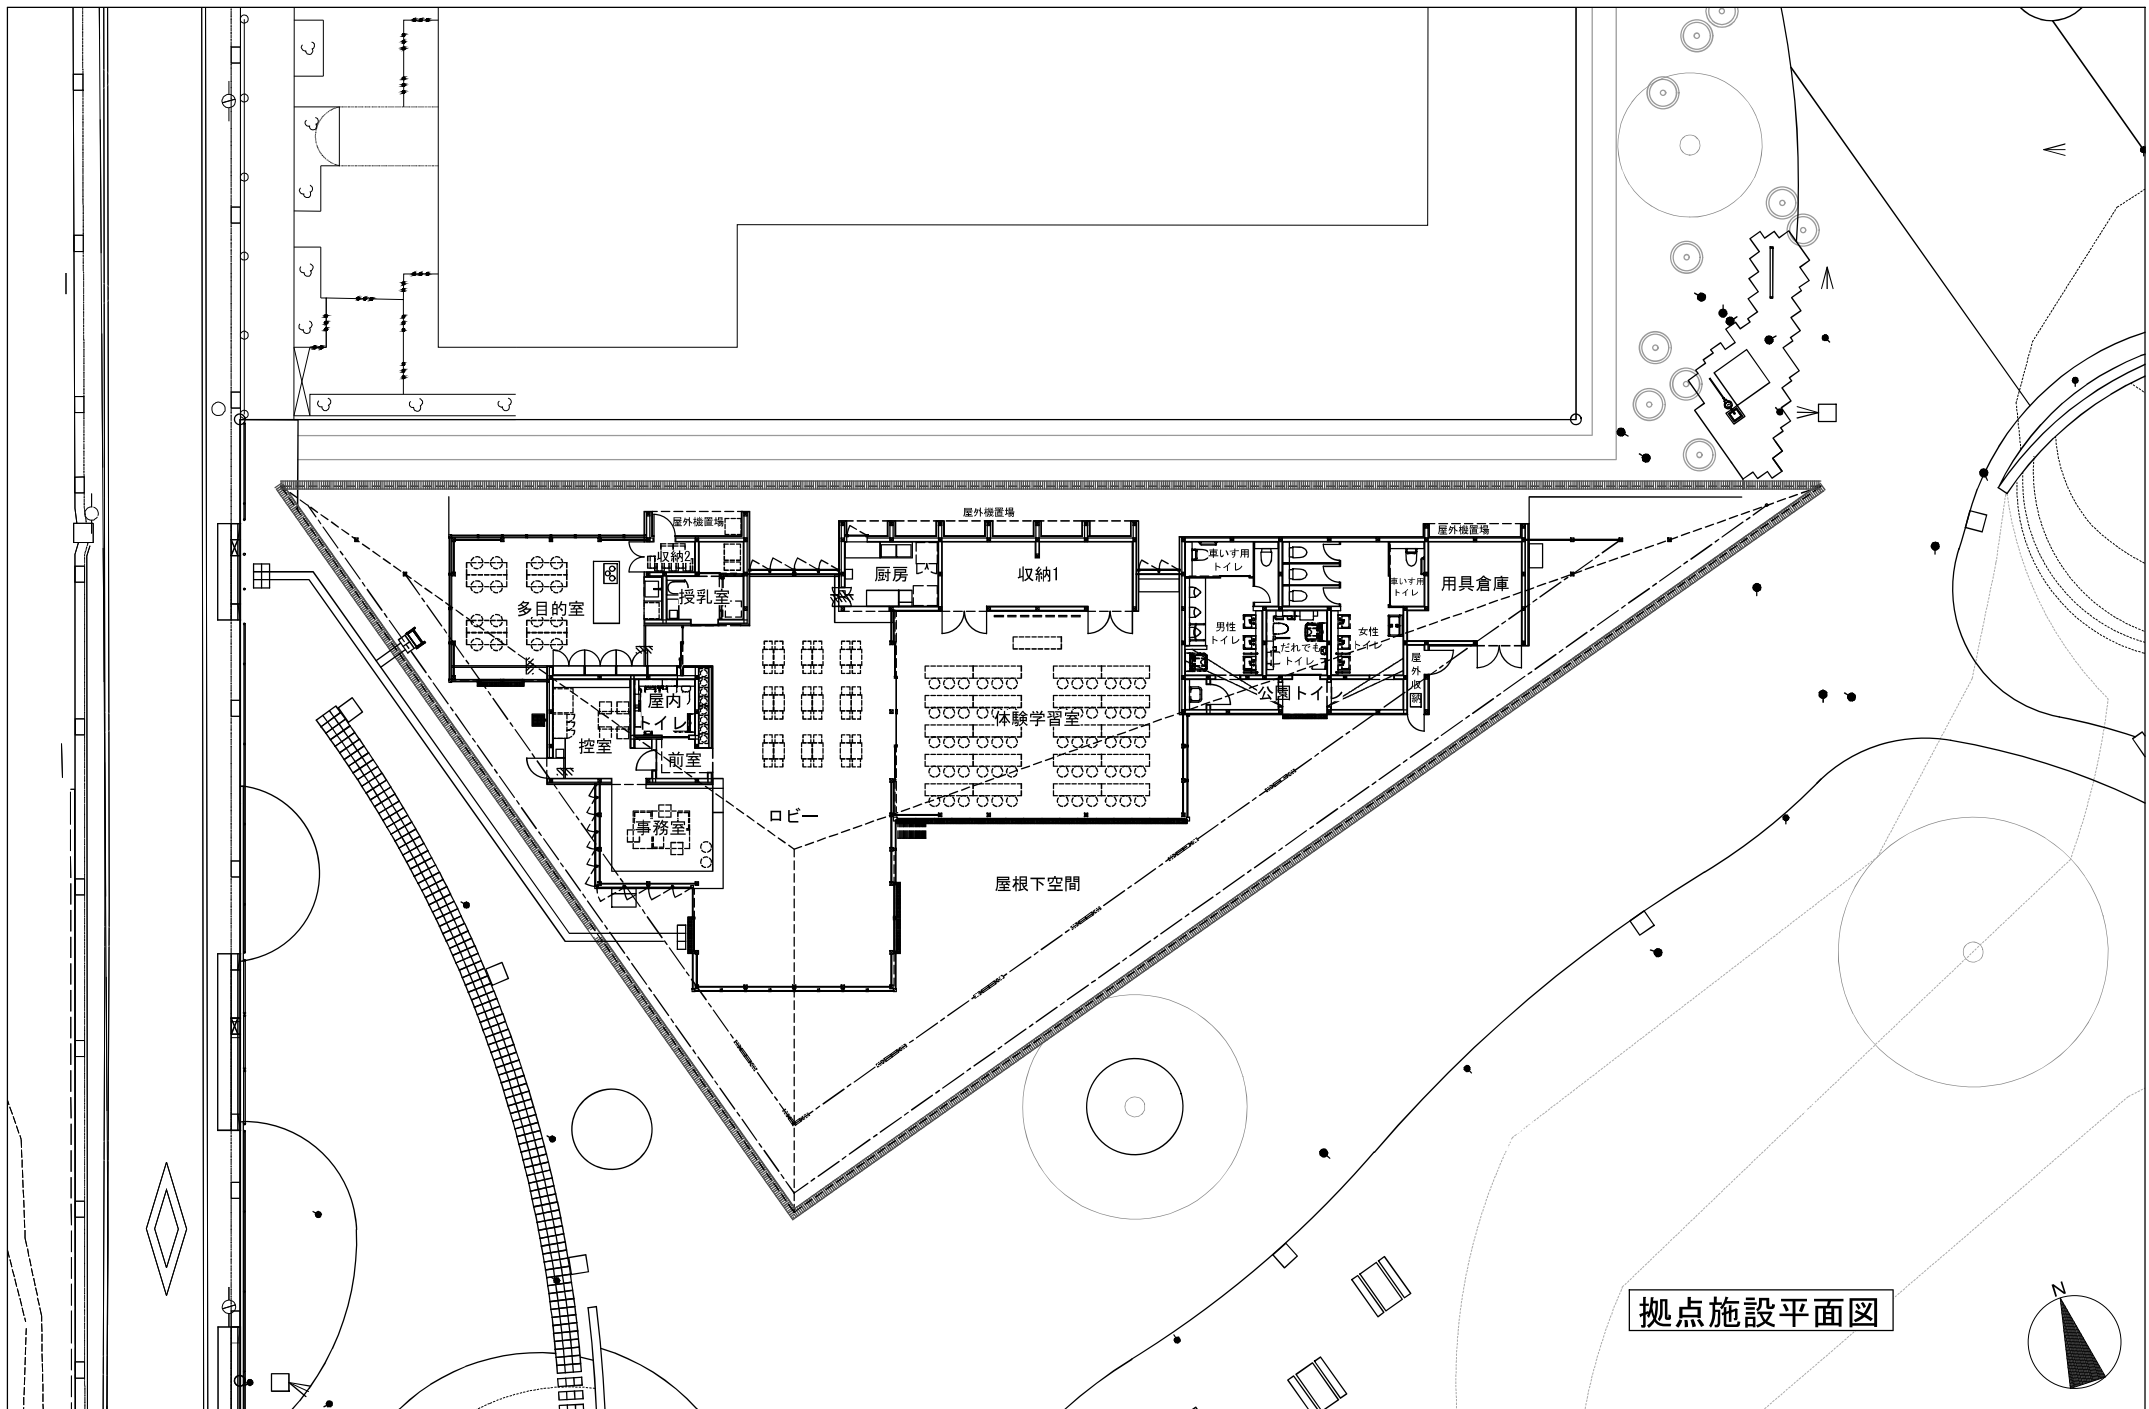 屋外機置場
屋外機置場
屋外機置場
収納2
厨房
収納1
車いす用
トイレ
車いす用
トイレ
用具倉庫
授乳室
多目的室
男性
トイレ
だれでも
トイレ
女性
トイレ
屋外収納
公園トイレ
屋内
トイレ
体験学習室
控室
前室
ロビー
事務室
屋根下空間
拠点施設平面図
N